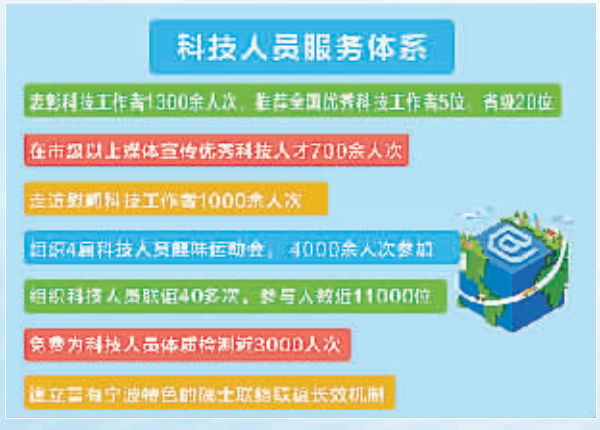 科技人员服务体系
表彰科技工作者1300余人次、推荐全国优秀科技工作者5位、省级20位
在市级以上媒体宣传优秀科技人才700余人次
走访慰问科技工作者1000余人次
组织4届科技人员趣味运动会，4000余人次参加
组织科技人员联谊40多次，参与人数近11000位
免费为科技人员体质检测近3000人次
建立富有宁波特色的院士联络联谊长效机制
@